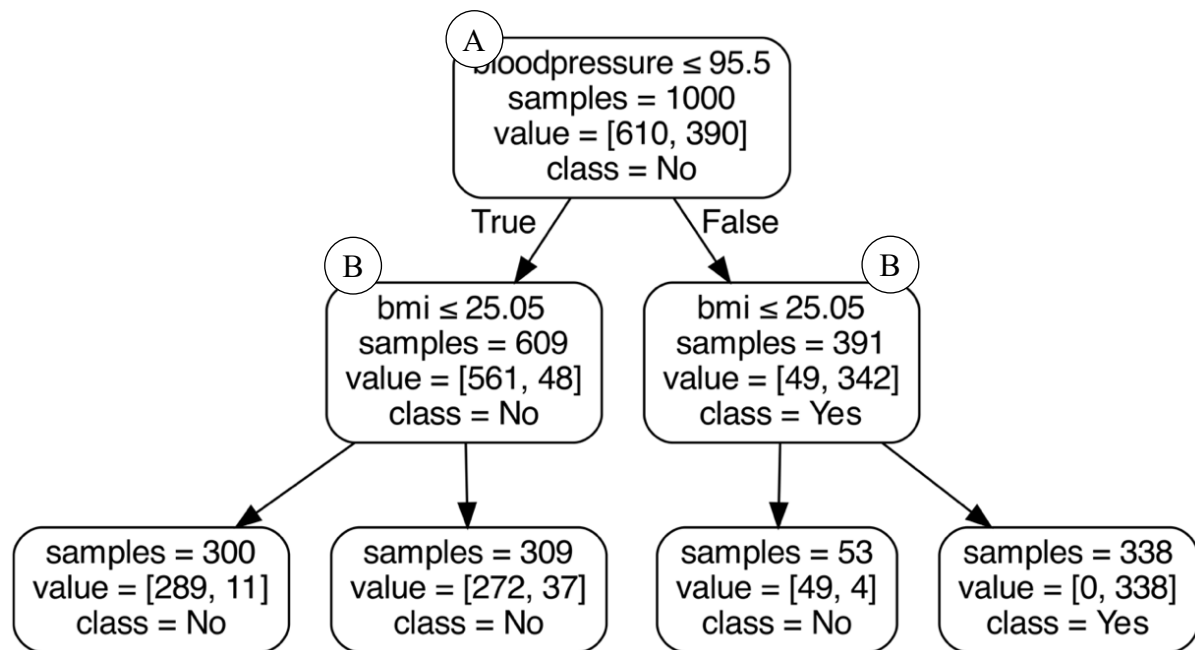 A
bloodpressure ≤ 95.5
samples = 1000
value = [610, 390]
class = No
True
False
B
B
bmi ≤ 25.05
samples = 609
value = [561, 48]
class = No
bmi ≤ 25.05
samples = 391
value = [49, 342]
class = Yes
samples = 300
value = [289, 11]
class = No
samples = 309
value = [272, 37]
class = No
samples = 53
value = [49, 4]
class = No
samples = 338
value = [0, 338]
class = Yes